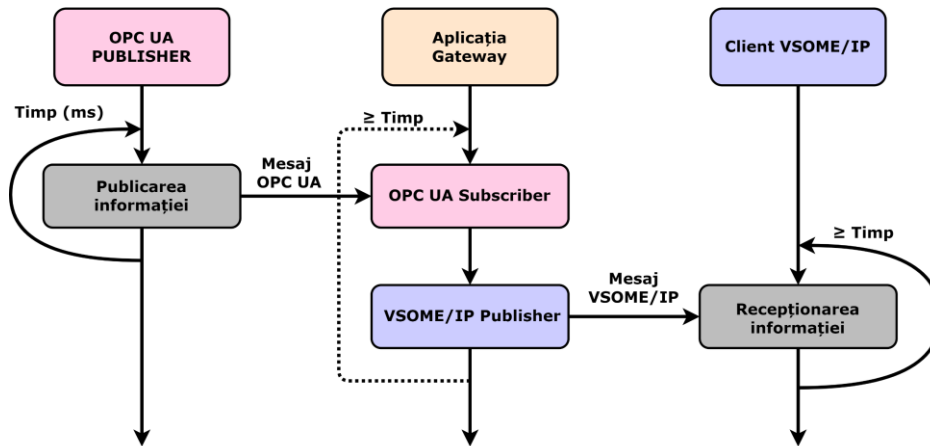 OPC UA
PUBLISHER
Aplicația
Gateway
Client VSOME/IP
Timp (ms)
≥ Timp
Mesaj
OPC UA
Publicarea
informației
OPC UA Subscriber
≥ Timp
Mesaj
VSOME/IP
VSOME/IP Publisher
Recepționarea
informației